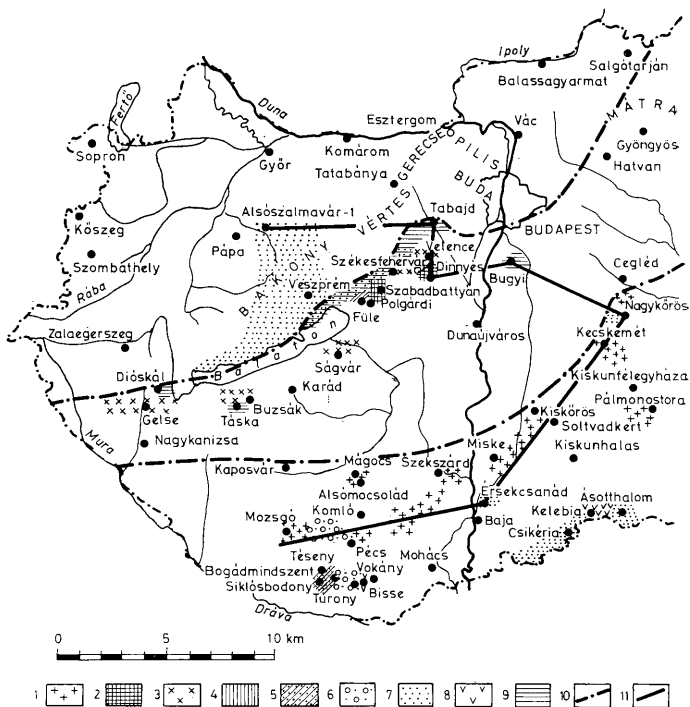 Ipoly
Salgótarján
Balassagyarmat
MÁTRA
Fertő
Duna
Esztergom
Vác
Gyöngyös
Hatvan
Sopron
Győr
Komárom
Tatabánya
GERECSE
PILIS
BUDA
Kőszeg
Alsószalmavár-1
VÉRTES
Tabajd
BUDAPEST
Pápa
BAKONY
Velence
Székesfehérvár
Dinnyés
Bugyi
Cegléd
Szombáthely
Rába
Veszprém
Szabadbattyán
Polgárdi
Füle
Nagykőrös
Zalaegerszeg
Dunaújváros
Kecskemét
Balaton
Ságvár
Dióskál
Karád
Kiskunfélegyháza
Pálmonostora
Gelse
Táska
Buzsák
Kiskőrös
Soltvadkert
Nagykanizsa
Mura
Miske
Kiskunhalas
Kaposvár
Mágocs
Szekszárd
Alsómocsolád
Érsekcsanád
Ásotthalom
Kelebia
Mozsgó
Komló
Baja
Csikéria
Pécs
Téseny
Mohács
Bogádmindszent
Vokány
Siklósbodony
Bisse
Turony
Dráva
0 5 10 km
1 2 3 4 5 6 7 8 9 10 11